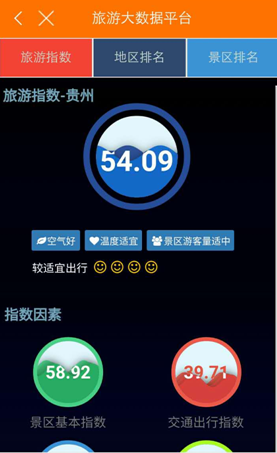 旅游大数据平台
旅游指数 地区排名 景区排名
旅游指数-贵州
54.09
空气好 温度适宜 景区游客量适中
较适宜出行
指数因素
58.92 39.71
景区基本指数 交通出行指数